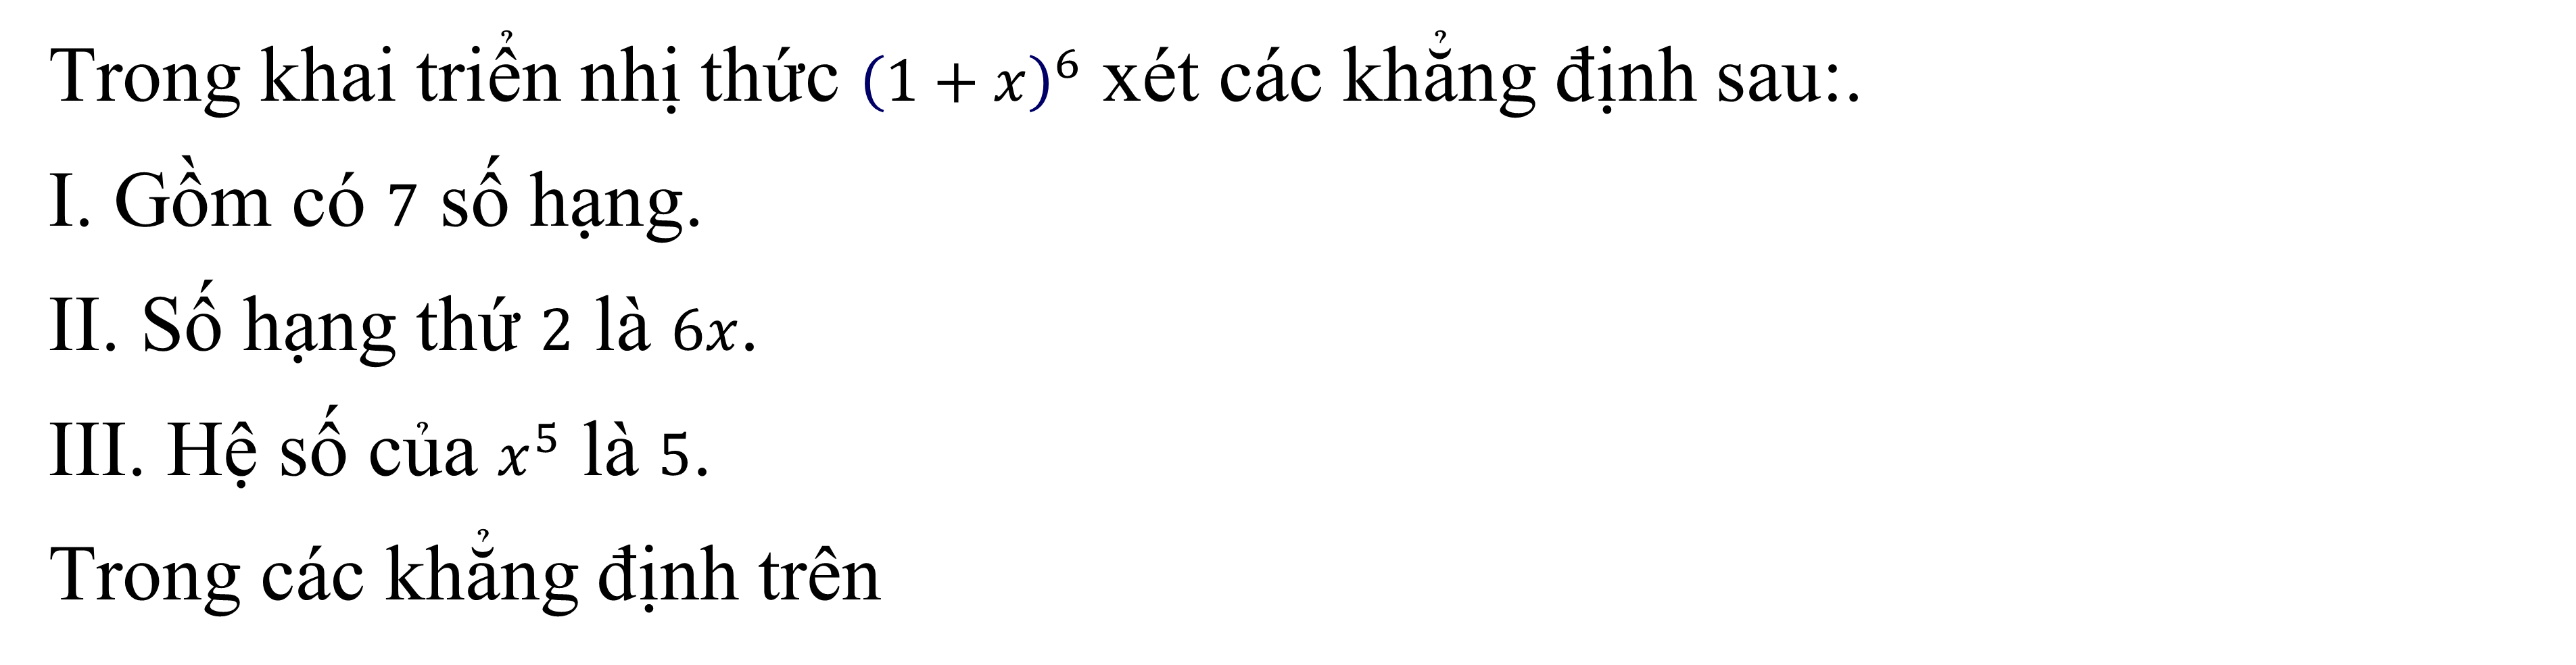 Trong khai triển nhị thức (1 + x)⁶ xét các khẳng định sau:.
I. Gồm có 7 số hạng.
II. Số hạng thứ 2 là 6x.
III. Hệ số của x⁵ là 5.
Trong các khẳng định trên